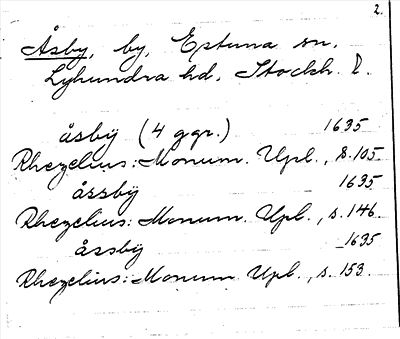 2.
Åsby, by, Estuna sn,
Lyhundra hd, Stockh. l.
åsbÿ (4 ggr.) 1635
Rhezelius: Monum. Upl., s. 105
åssbÿ 1635
Rhezelius: Monum. Upl., s. 146.
åssbÿ 1635
Rhezelius: Monum Upl., s. 153.